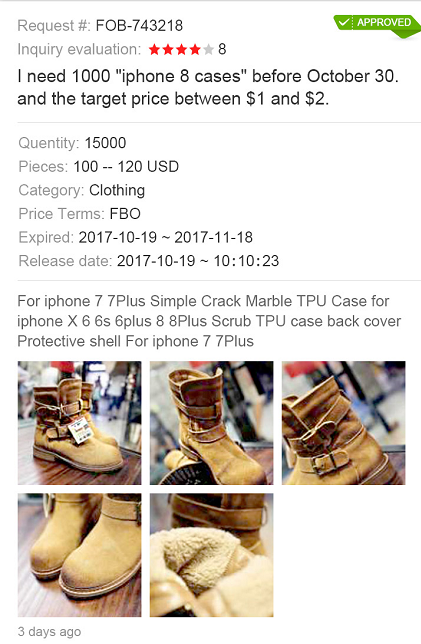 Request #: FOB-743218
APPROVED
Inquiry evaluation: 8
I need 1000 "iphone 8 cases" before October 30.
and the target price between $1 and $2.
Quentity: 15000
Pieces: 100 -- 120 USD
Category: Clothing
Price Terms: FBO
Expired: 2017-10-19 ~ 2017-11-18
Release date: 2017-10-19 ~ 10:10:23
For iphone 7 7Plus Simple Crack Marble TPU Case for
iphone X 6 6s 6plus 8 8Plus Scrub TPU case back cover
Protective shell For iphone 7 7Plus
3 days ago